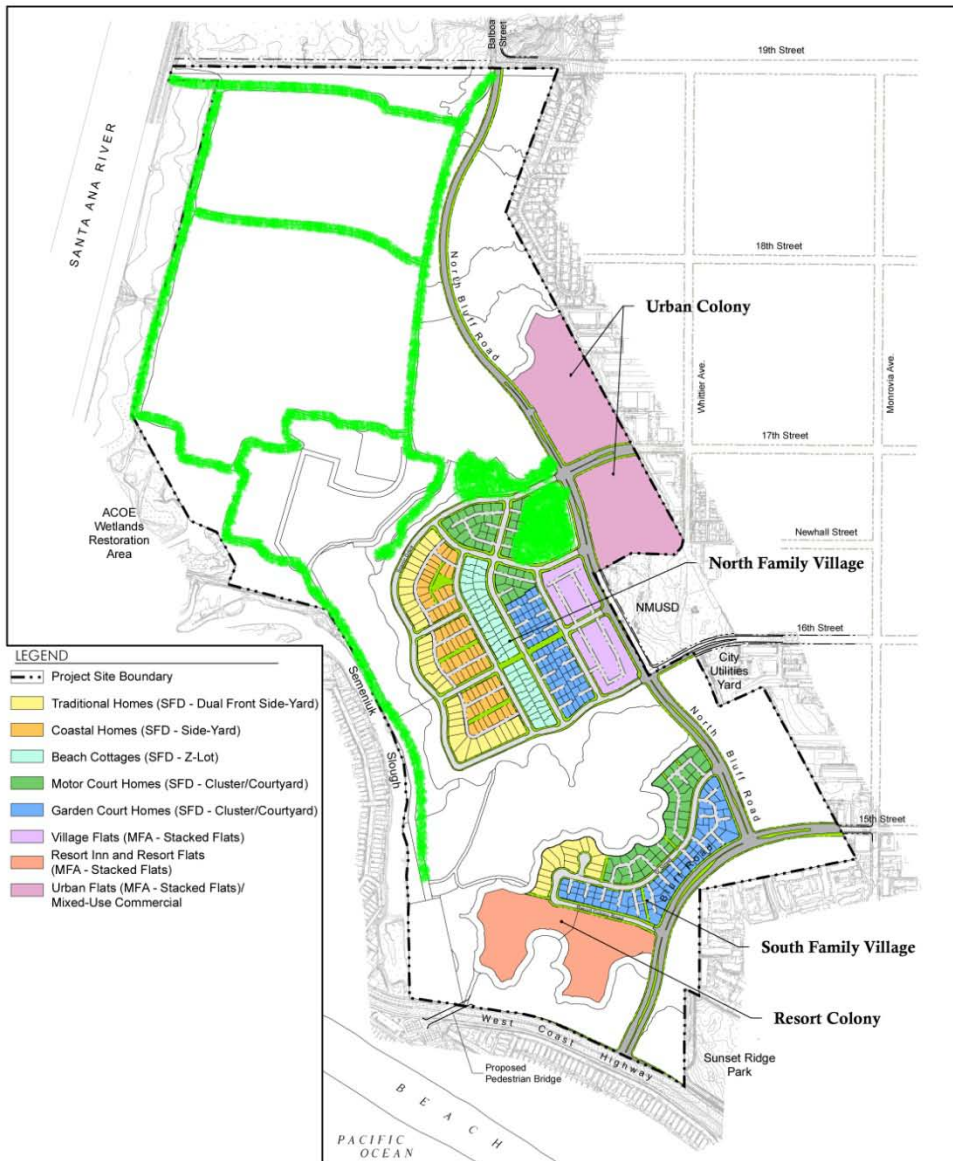 Balboa
Street
19th Street
SANTA ANA RIVER
18th Street
North Bluff Road
Urban Colony
Whittier Ave.
Monrovia Ave.
17th Street
ACOE
Wetlands
Restoration
Area
Newhall Street
North Family Village
NMUSD
16th Street
City
Utilities
Yard
LEGEND
Project Site Boundary
Traditional Homes (SFD - Dual Front Side-Yard)
Coastal Homes (SFD - Side-Yard)
Beach Cottages (SFD - Z-Lot)
Motor Court Homes (SFD - Cluster/Courtyard)
Garden Court Homes (SFD - Cluster/Courtyard)
Village Flats (MFA - Stacked Flats)
Resort Inn and Resort Flats
(MFA - Stacked Flats)
Urban Flats (MFA - Stacked Flats)/
Mixed-Use Commercial
Semeniuk
Slough
North Bluff Road
15th Street
Bluff Road
South Family Village
Resort Colony
West Coast Highway
Sunset Ridge
Park
Proposed
Pedestrian Bridge
BEACH
PACIFIC
OCEAN